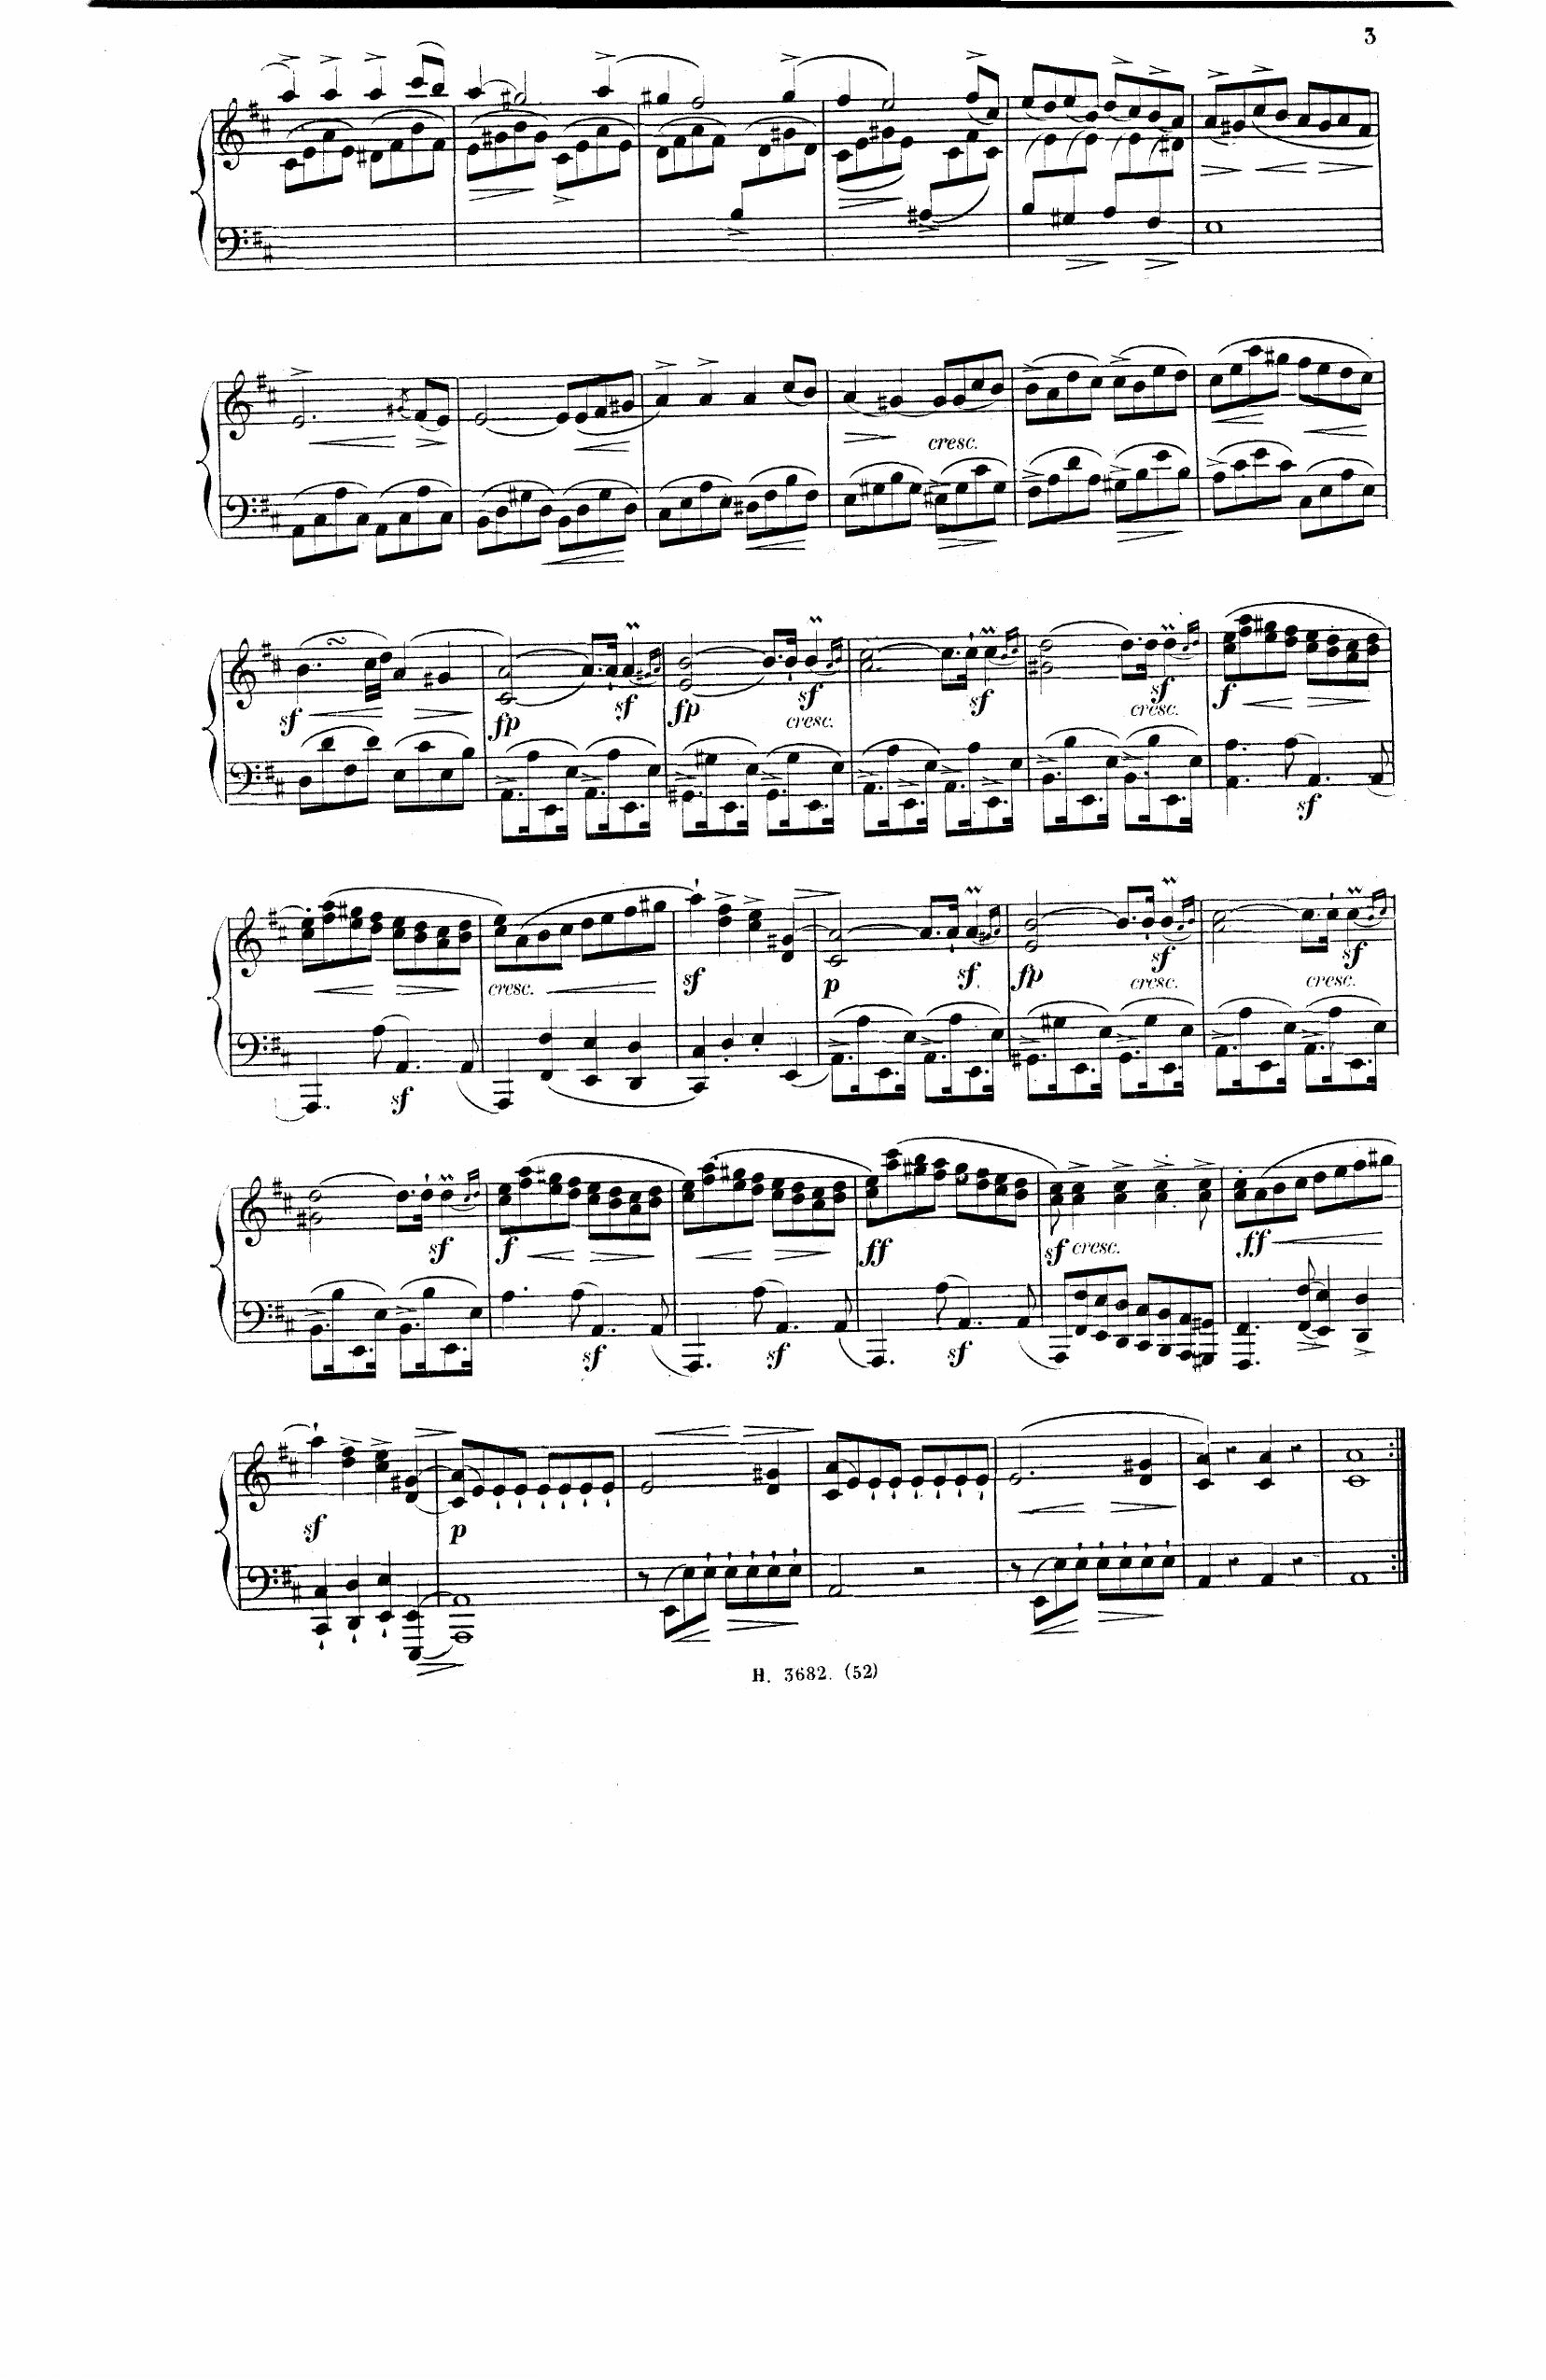 3
cresc.
sf fp sf fp cresc. sf sf cresc. sf f sf
sf cresc. sf p sf. fp cresc. sf cresc. sf
sf f sf sf ff sf sf cresc. ff
sf p
H. 3682. (52)